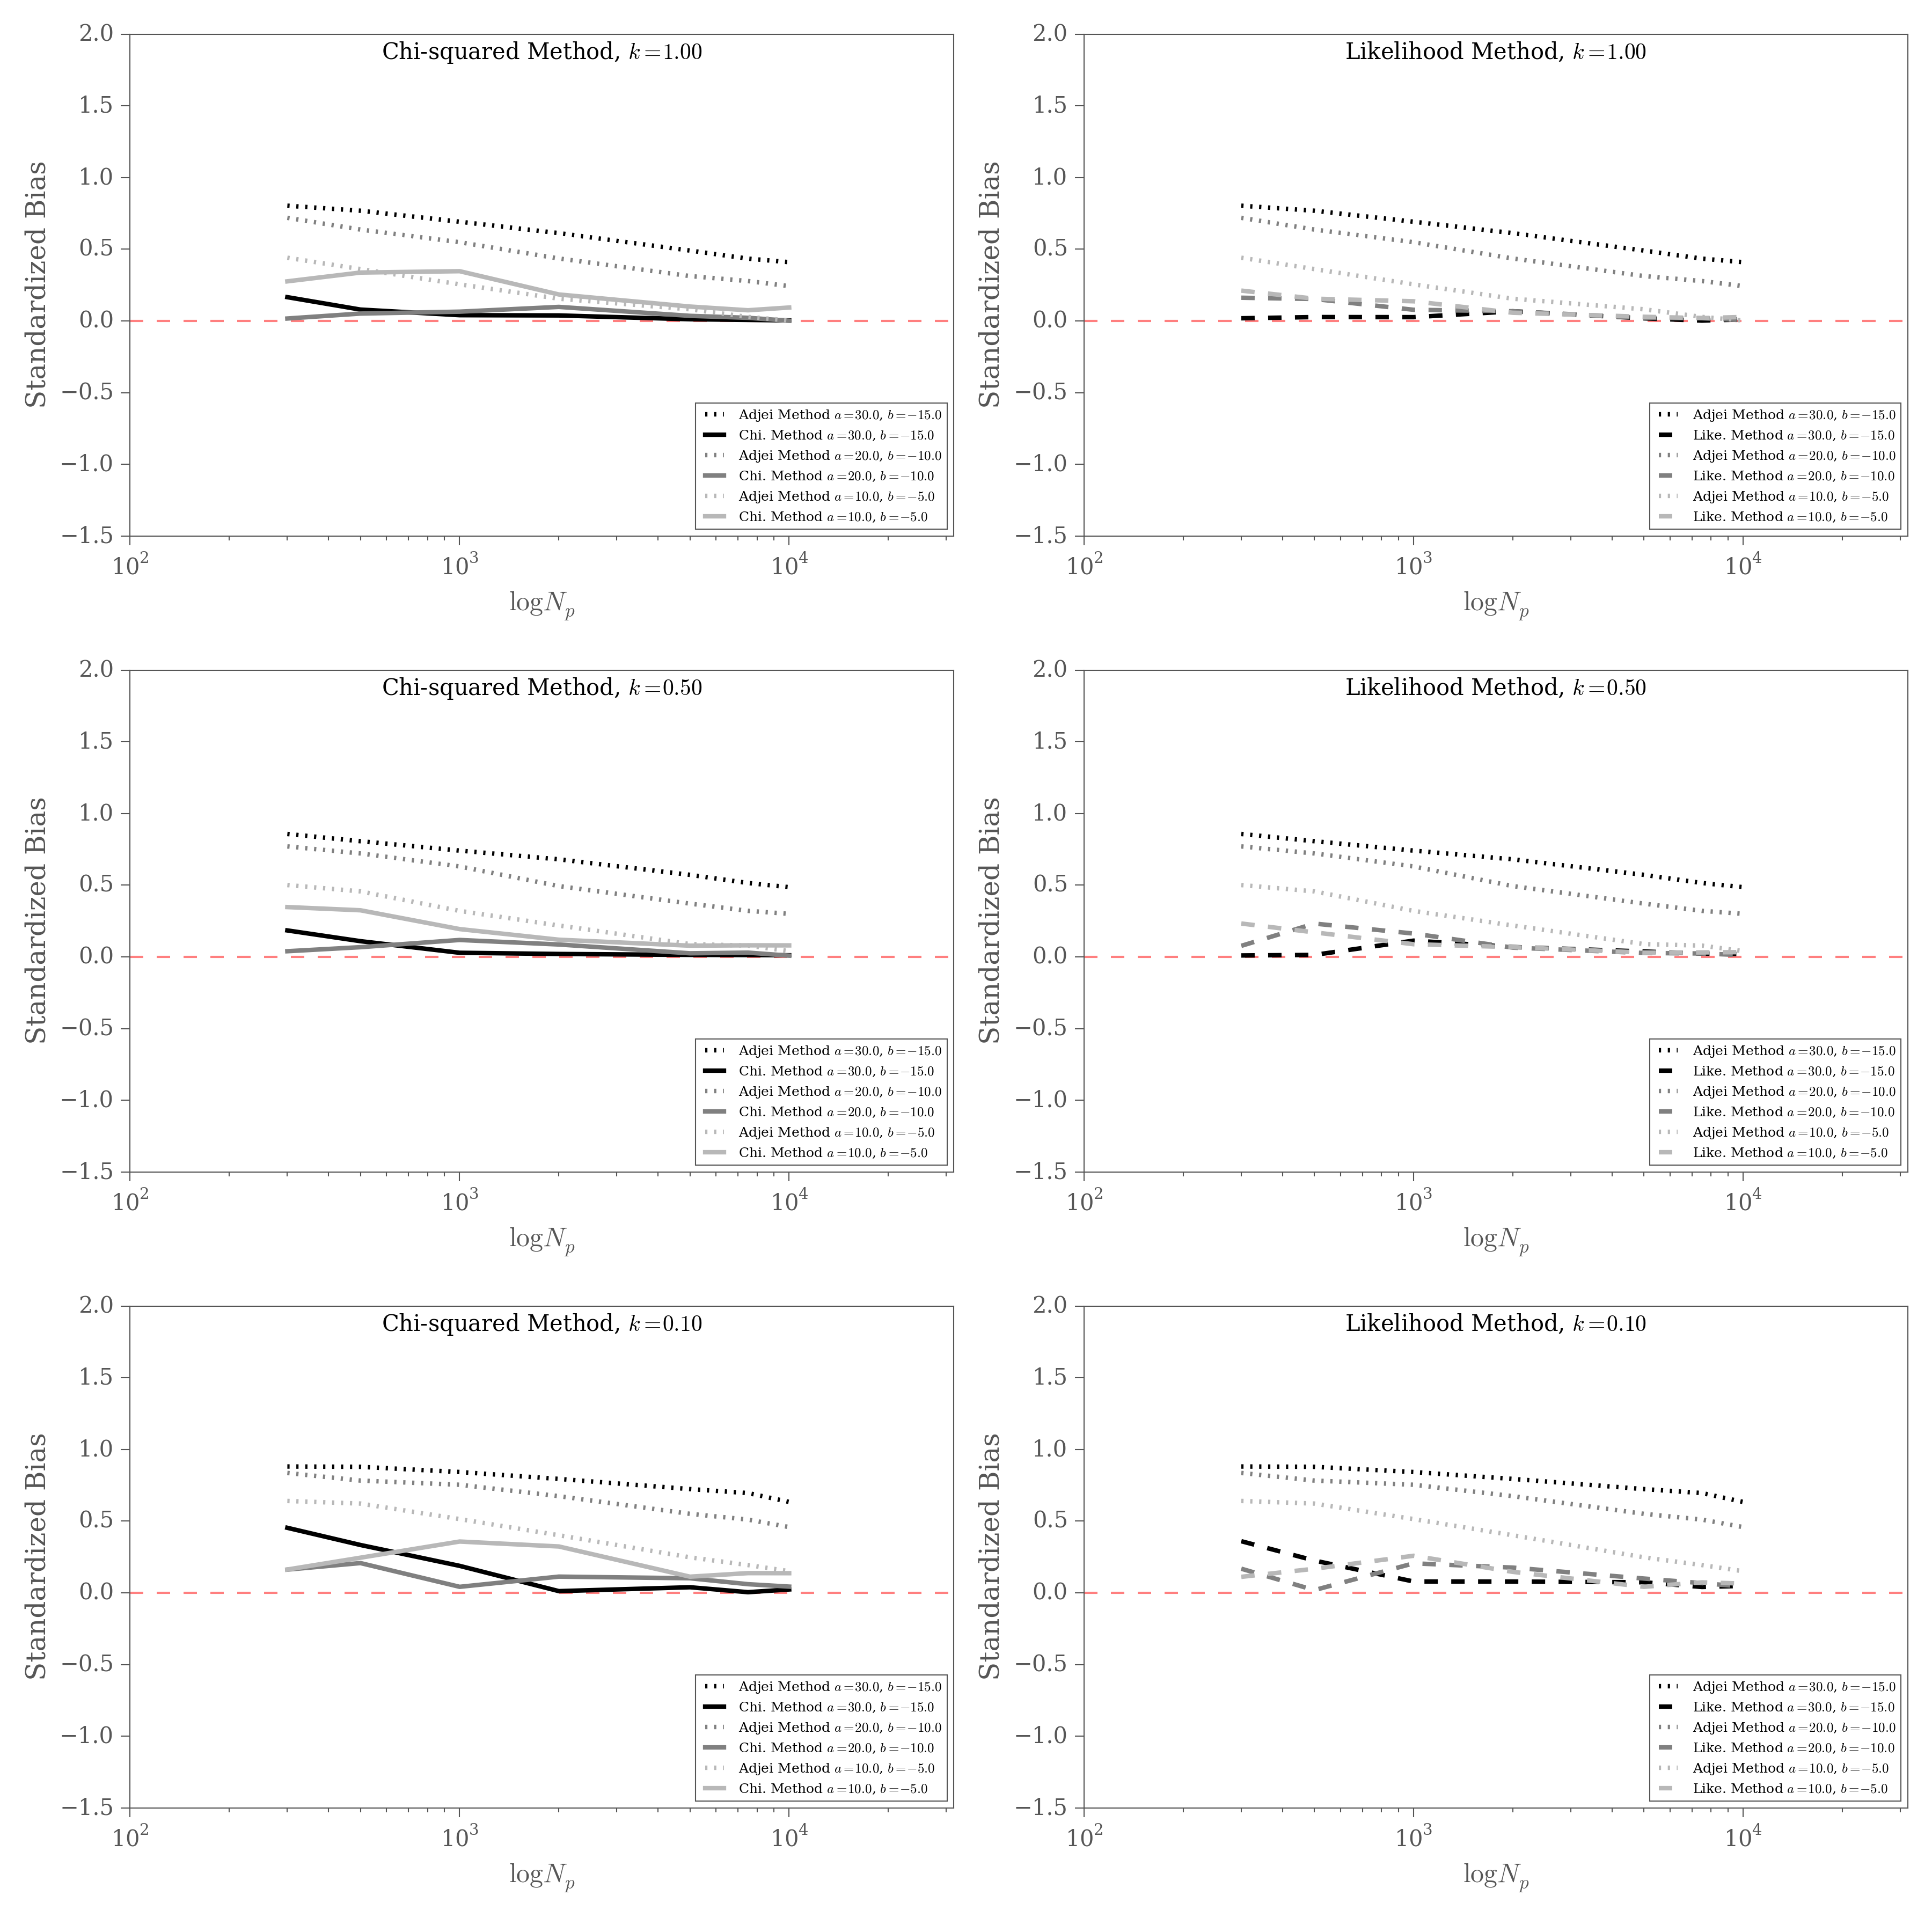 Chi-squared Method, k=1.00
Standardized Bias
2.0
1.5
1.0
0.5
0.0
−0.5
−1.0
−1.5
Adjei Method a=30.0, b=−15.0
Chi. Method a=30.0, b=−15.0
Adjei Method a=20.0, b=−10.0
Chi. Method a=20.0, b=−10.0
Adjei Method a=10.0, b=−5.0
Chi. Method a=10.0, b=−5.0
10² 10³ 10⁴
logNₚ
Likelihood Method, k=1.00
Standardized Bias
2.0
1.5
1.0
0.5
0.0
−0.5
−1.0
−1.5
Adjei Method a=30.0, b=−15.0
Like. Method a=30.0, b=−15.0
Adjei Method a=20.0, b=−10.0
Like. Method a=20.0, b=−10.0
Adjei Method a=10.0, b=−5.0
Like. Method a=10.0, b=−5.0
10² 10³ 10⁴
logNₚ
Chi-squared Method, k=0.50
Standardized Bias
2.0
1.5
1.0
0.5
0.0
−0.5
−1.0
−1.5
Adjei Method a=30.0, b=−15.0
Chi. Method a=30.0, b=−15.0
Adjei Method a=20.0, b=−10.0
Chi. Method a=20.0, b=−10.0
Adjei Method a=10.0, b=−5.0
Chi. Method a=10.0, b=−5.0
10² 10³ 10⁴
logNₚ
Likelihood Method, k=0.50
Standardized Bias
2.0
1.5
1.0
0.5
0.0
−0.5
−1.0
−1.5
Adjei Method a=30.0, b=−15.0
Like. Method a=30.0, b=−15.0
Adjei Method a=20.0, b=−10.0
Like. Method a=20.0, b=−10.0
Adjei Method a=10.0, b=−5.0
Like. Method a=10.0, b=−5.0
10² 10³ 10⁴
logNₚ
Chi-squared Method, k=0.10
Standardized Bias
2.0
1.5
1.0
0.5
0.0
−0.5
−1.0
−1.5
Adjei Method a=30.0, b=−15.0
Chi. Method a=30.0, b=−15.0
Adjei Method a=20.0, b=−10.0
Chi. Method a=20.0, b=−10.0
Adjei Method a=10.0, b=−5.0
Chi. Method a=10.0, b=−5.0
10² 10³ 10⁴
logNₚ
Likelihood Method, k=0.10
Standardized Bias
2.0
1.5
1.0
0.5
0.0
−0.5
−1.0
−1.5
Adjei Method a=30.0, b=−15.0
Like. Method a=30.0, b=−15.0
Adjei Method a=20.0, b=−10.0
Like. Method a=20.0, b=−10.0
Adjei Method a=10.0, b=−5.0
Like. Method a=10.0, b=−5.0
10² 10³ 10⁴
logNₚ